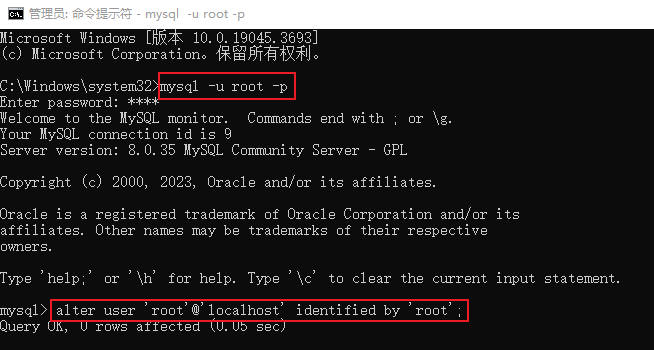 管理员: 命令提示符 - mysql  -u root -p
Microsoft Windows [版本 10.0.19045.3693]
(c) Microsoft Corporation。保留所有权利。
C:\Windows\system32>mysql -u root -p
Enter password: ****
Welcome to the MySQL monitor.  Commands end with ; or \g.
Your MySQL connection id is 9
Server version: 8.0.35 MySQL Community Server - GPL
Copyright (c) 2000, 2023, Oracle and/or its affiliates.
Oracle is a registered trademark of Oracle Corporation and/or its
affiliates. Other names may be trademarks of their respective
owners.
Type 'help;' or '\h' for help. Type '\c' to clear the current input statement.
mysql> alter user 'root'@'localhost' identified by 'root';
Query OK, 0 rows affected (0.05 sec)